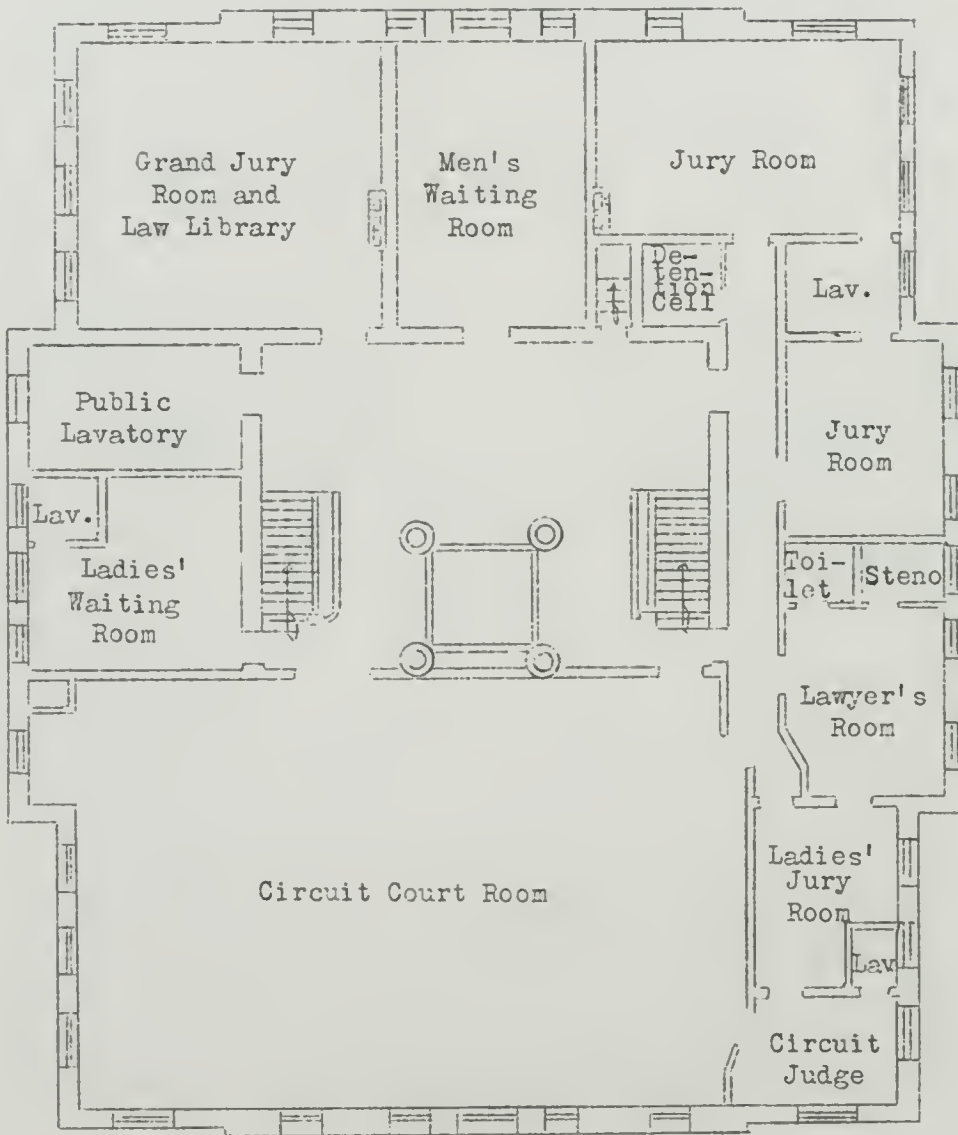 Grand Jury
Room and
Law Library
Men's
Waiting
Room
Jury Room
De-
ten-
tion
Cell
Lav.
Public
Lavatory
Jury
Room
Lav.
Ladies'
Waiting
Room
Toi-
let
Steno
Lawyer's
Room
Circuit Court Room
Ladies'
Jury
Room
Lav
Circuit
Judge